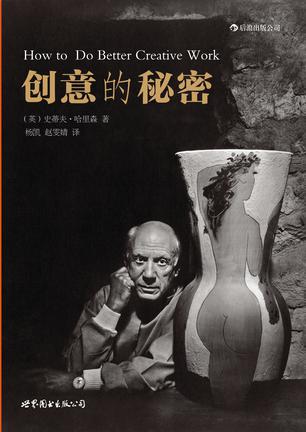 后浪出版公司
How to Do Better Creative Work
创意的秘密
（英）史蒂夫·哈里森 著
杨凯 赵雯婧 译
世界图书出版公司